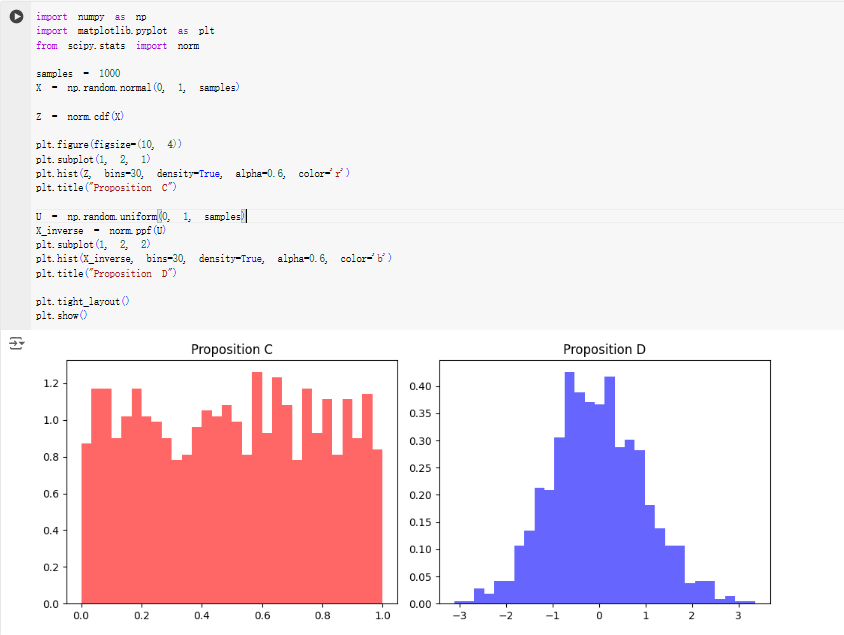 import numpy as np
import matplotlib.pyplot as plt
from scipy.stats import norm
samples = 1000
X = np.random.normal(0, 1, samples)
Z = norm.cdf(X)
plt.figure(figsize=(10, 4))
plt.subplot(1, 2, 1)
plt.hist(Z, bins=30, density=True, alpha=0.6, color='r')
plt.title("Proposition C")
U = np.random.uniform(0, 1, samples)
X_inverse = norm.ppf(U)
plt.subplot(1, 2, 2)
plt.hist(X_inverse, bins=30, density=True, alpha=0.6, color='b')
plt.title("Proposition D")
plt.tight_layout()
plt.show()
Proposition C
1.2
1.0
0.8
0.6
0.4
0.2
0.0
0.0 0.2 0.4 0.6 0.8 1.0
Proposition D
0.40
0.35
0.30
0.25
0.20
0.15
0.10
0.05
0.00
−3 −2 −1 0 1 2 3